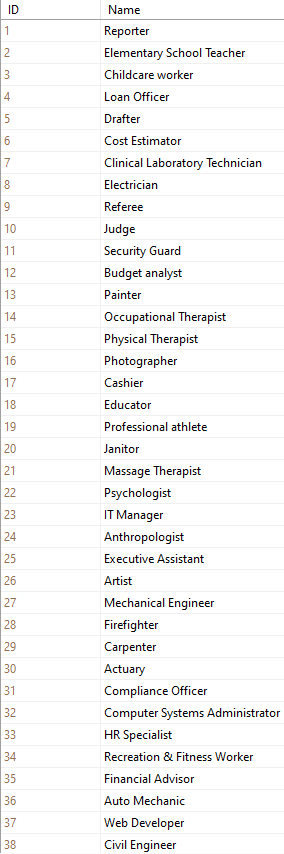 ID Name
1 Reporter
2 Elementary School Teacher
3 Childcare worker
4 Loan Officer
5 Drafter
6 Cost Estimator
7 Clinical Laboratory Technician
8 Electrician
9 Referee
10 Judge
11 Security Guard
12 Budget analyst
13 Painter
14 Occupational Therapist
15 Physical Therapist
16 Photographer
17 Cashier
18 Educator
19 Professional athlete
20 Janitor
21 Massage Therapist
22 Psychologist
23 IT Manager
24 Anthropologist
25 Executive Assistant
26 Artist
27 Mechanical Engineer
28 Firefighter
29 Carpenter
30 Actuary
31 Compliance Officer
32 Computer Systems Administrator
33 HR Specialist
34 Recreation & Fitness Worker
35 Financial Advisor
36 Auto Mechanic
37 Web Developer
38 Civil Engineer